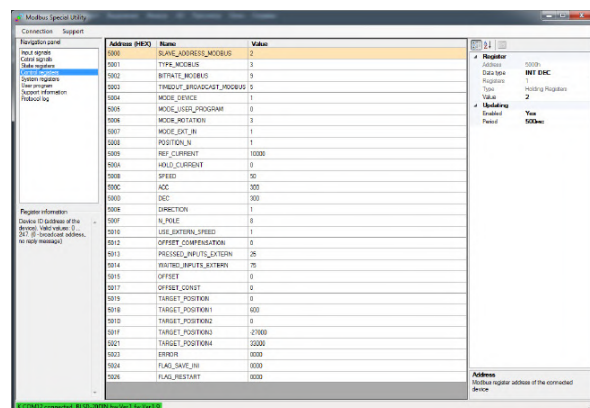 Modbus Special Utility
Connection Support
Navigation panel
Input signals
Control signals
State registers
Control registers
System registers
User program
Support information
Protocol log
Register information
Device ID (address of the
device). Valid values: 0 ...
247. (0 - broadcast address,
no reply message)
Address (HEX) Name Value
5000 SLAVE_ADDRESS_MODBUS 2
5001 TYPE_MODBUS 3
5002 BITRATE_MODBUS 9
5003 TIMEOUT_BROADCAST_MODBUS 5
5004 MODE_DEVICE 1
5005 MODE_USER_PROGRAM 0
5006 MODE_ROTATION 3
5007 MODE_EXT_IN 1
5008 POSITION_N 1
5009 REF_CURRENT 10000
500A HOLD_CURRENT 0
500B SPEED 50
500C ACC 300
500D DEC 300
500E DIRECTION 1
500F N_POLE 8
5010 USE_EXTERN_SPEED 1
5012 OFFSET_COMPENSATION 0
5013 PRESSED_INPUTS_EXTERN 25
5014 WAITED_INPUTS_EXTERN 75
5015 OFFSET 0
5017 OFFSET_CONST 0
5019 TARGET_POSITION 0
501B TARGET_POSITION1 600
501D TARGET_POSITION2 0
501F TARGET_POSITION3 -27000
5021 TARGET_POSITION4 33000
5023 ERROR 0000
5024 FLAG_SAVE_INI 0000
5026 FLAG_RESTART 0000
Register
Address 5000h
Data type INT DEC
Registers 1
Type Holding Registers
Value 2
Updating
Enabled Yes
Period 500mc
Address
Modbus register address of the connected
device